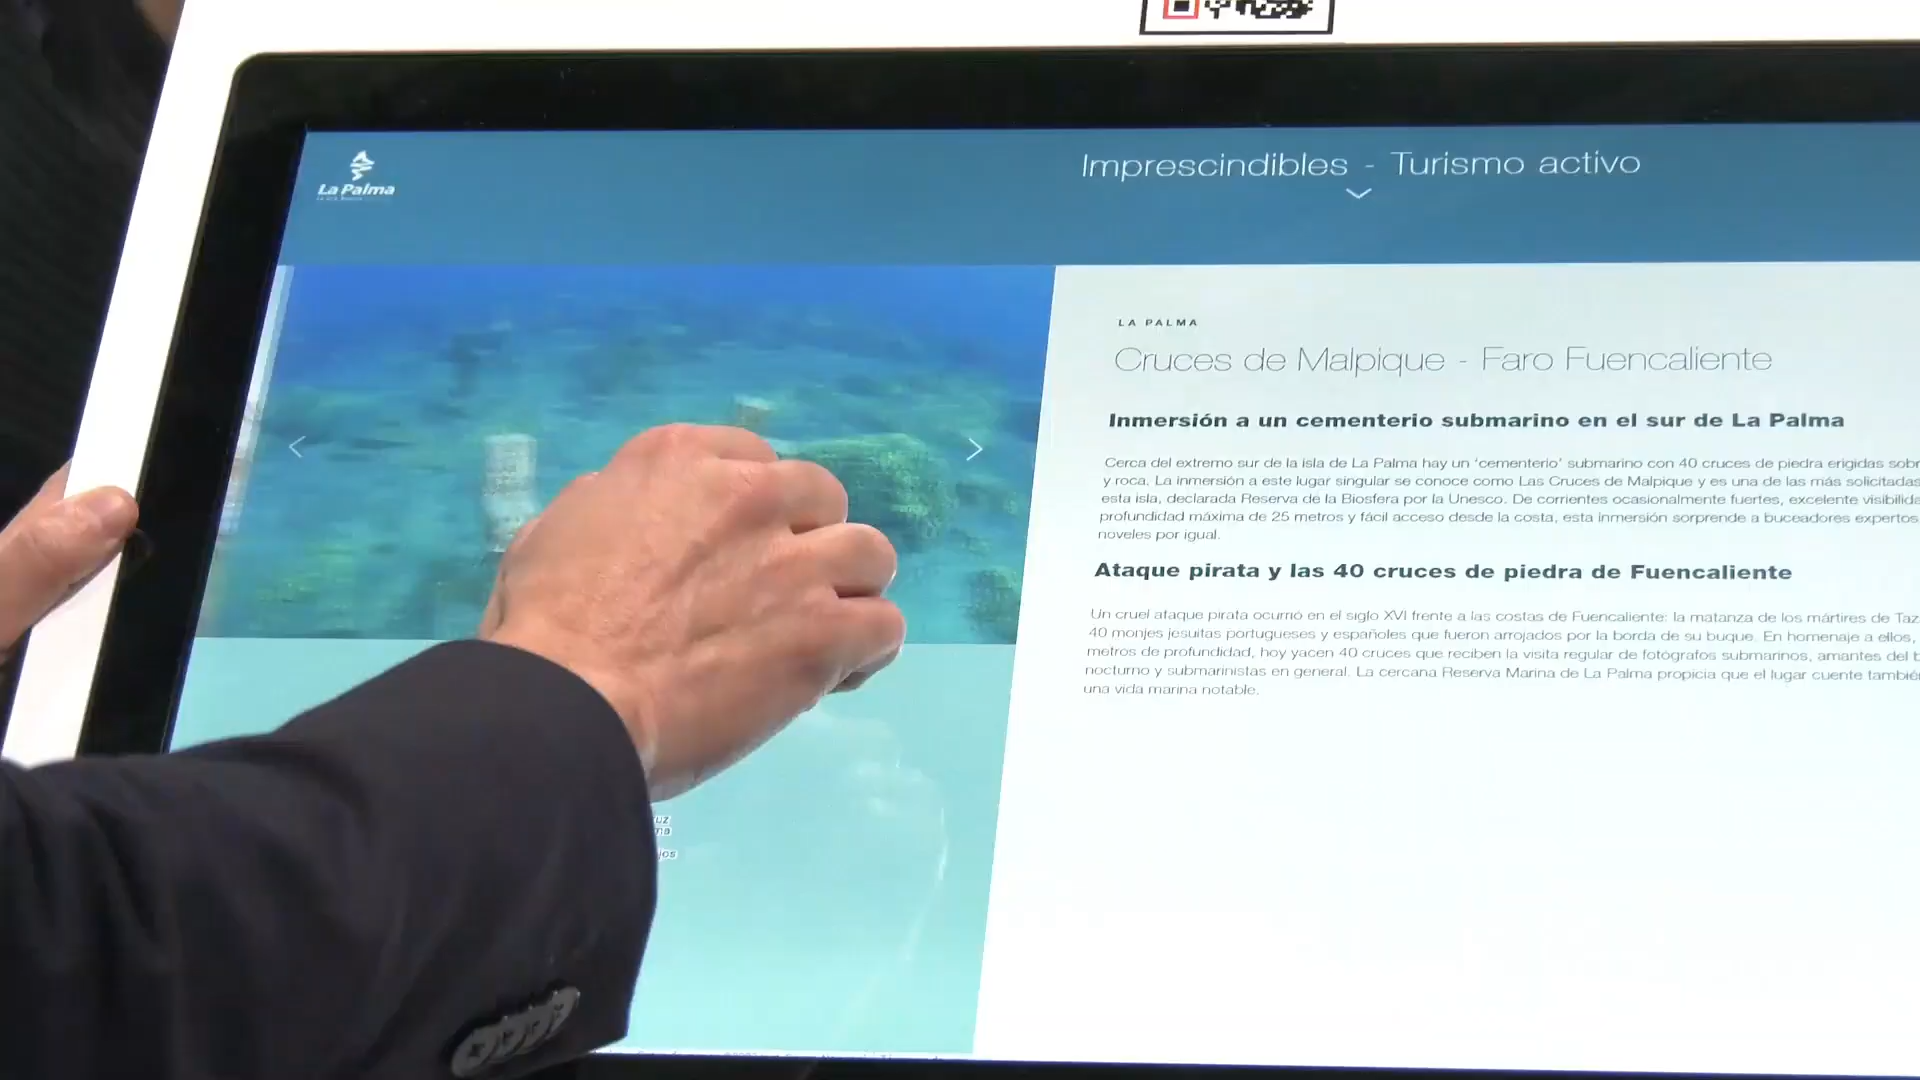 La Palma
Imprescindibles - Turismo activo
LA PALMA
Cruces de Malpique - Faro Fuencaliente
Inmersión a un cementerio submarino en el sur de La Palma
Cerca del extremo sur de la isla de La Palma hay un 'cementerio' submarino con 40 cruces de piedra erigidas sobr
y roca. La inmersión a este lugar singular se conoce como Las Cruces de Malpique y es una de las más solicitadas
esta isla, declarada Reserva de la Biosfera por la Unesco. De corrientes ocasionalmente fuertes, excelente visibilida
profundidad máxima de 25 metros y fácil acceso desde la costa, esta inmersión sorprende a buceadores expertos
noveles por igual.
Ataque pirata y las 40 cruces de piedra de Fuencaliente
Un cruel ataque pirata ocurrió en el siglo XVI frente a las costas de Fuencaliente: la matanza de los mártires de Taz
40 monjes jesuitas portugueses y españoles que fueron arrojados por la borda de su buque. En homenaje a ellos,
metros de profundidad, hoy yacen 40 cruces que reciben la visita regular de fotógrafos submarinos, amantes del b
nocturno y submarinistas en general. La cercana Reserva Marina de La Palma propicia que el lugar cuente tambié
una vida marina notable.
uz
ma
jos